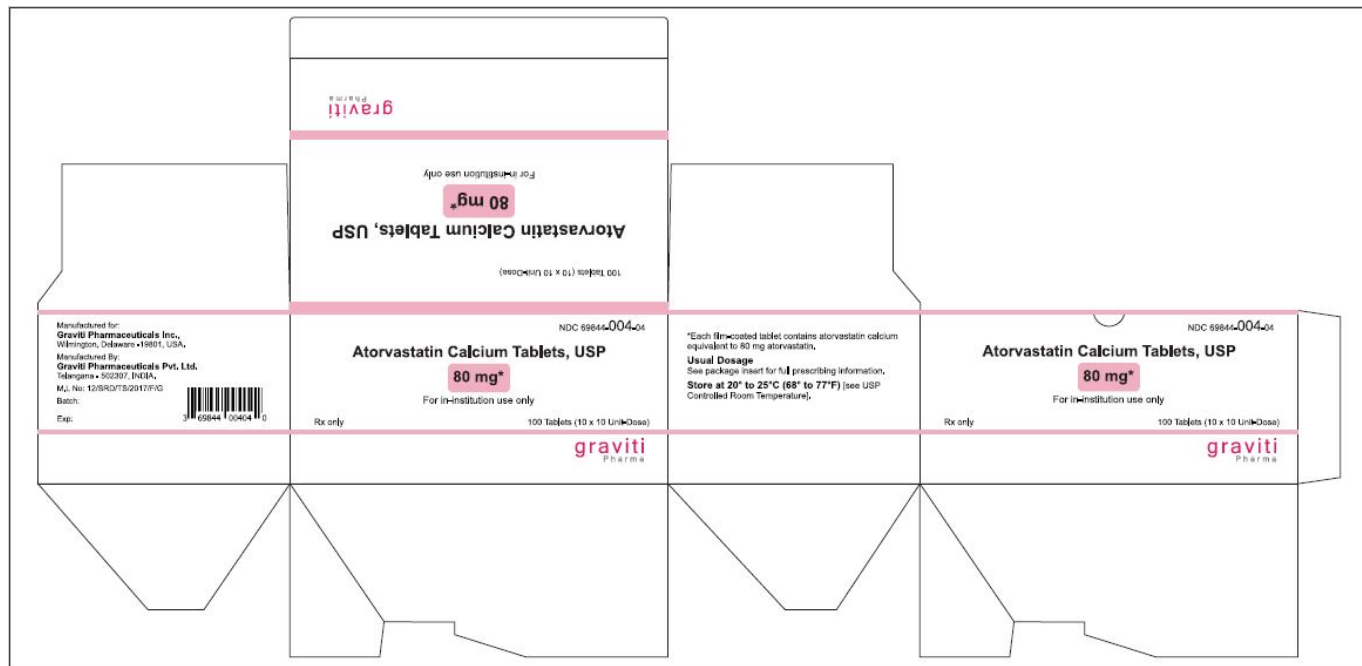 graviti
Pharma
For in-institution use only
80 mg*
Atorvastatin Calcium Tablets, USP
100 Tablets (10 x 10 Unit-Dose)
Manufactured for:
Graviti Pharmaceuticals Inc.,
Wilmington, Delaware •19801, USA.
Manufactured By:
Graviti Pharmaceuticals Pvt. Ltd.
Telangana - 502307, INDIA.
M.L. No: 12/SRD/TS/2017/F/G
Batch:
Exp:
3 69844 00404 0
NDC 69844-004-04
Atorvastatin Calcium Tablets, USP
80 mg*
For in-institution use only
Rx only 100 Tablets (10 x 10 Unit-Dose)
graviti
Pharma
*Each film-coated tablet contains atorvastatin calcium
equivalent to 80 mg atorvastatin.
Usual Dosage
See package insert for full prescribing information.
Store at 20° to 25°C (68° to 77°F) [see USP
Controlled Room Temperature].
NDC 69844-004-04
Atorvastatin Calcium Tablets, USP
80 mg*
For in-institution use only
Rx only 100 Tablets (10 x 10 Unit-Dose)
graviti
Pharma